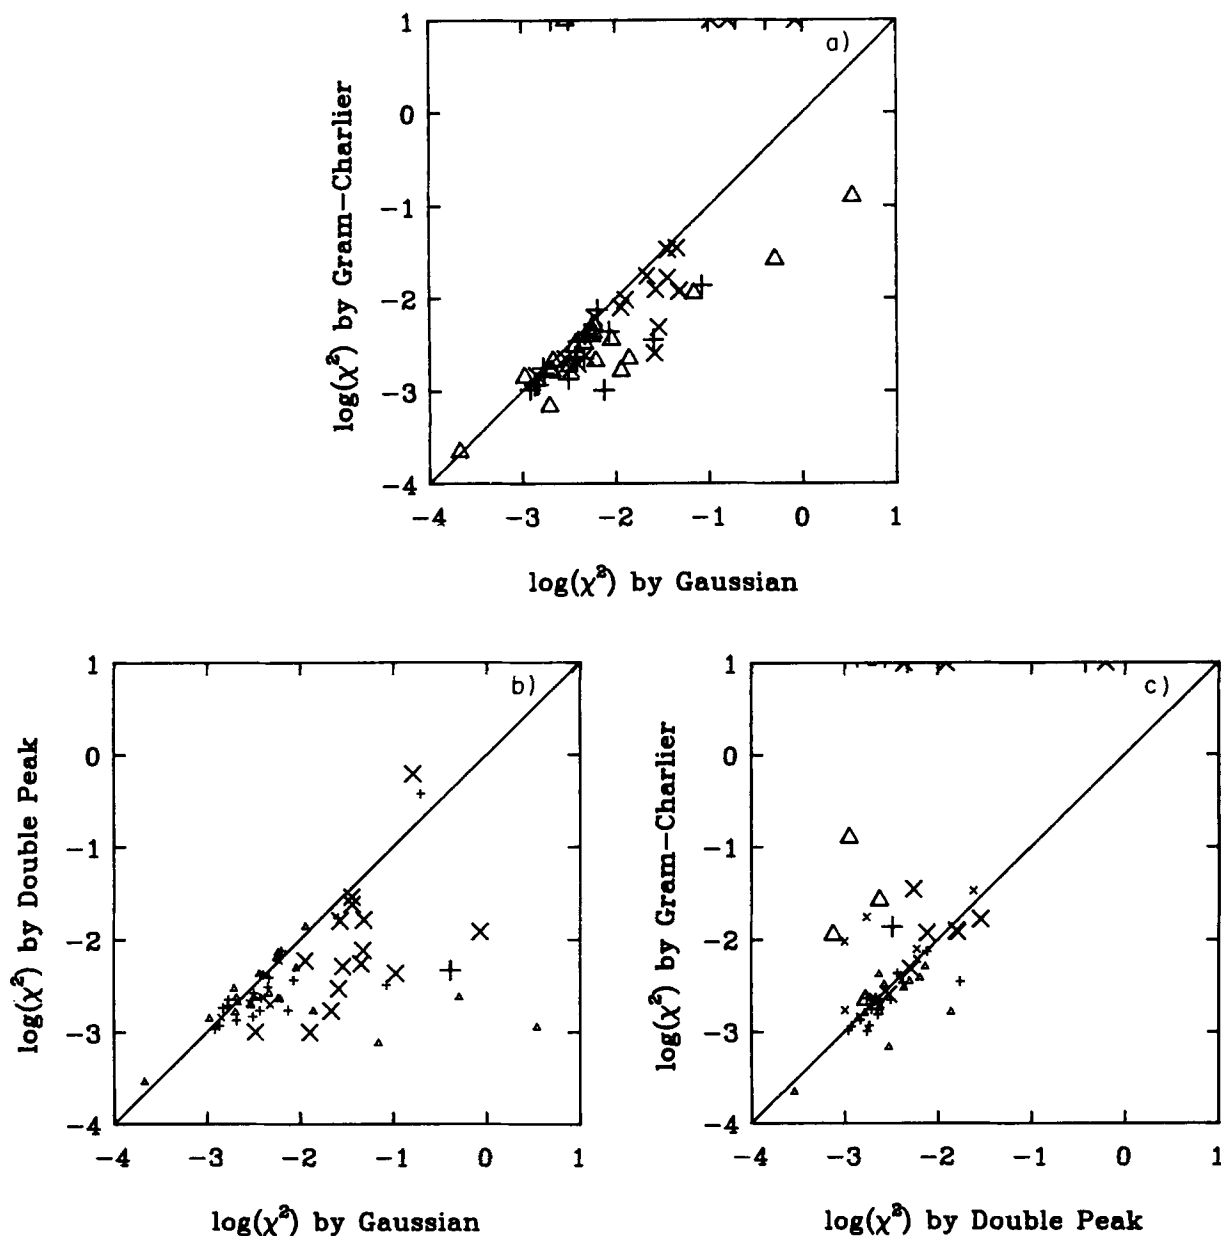 a)
log(χ²) by Gram−Charlier
1
0
−1
−2
−3
−4
−4 −3 −2 −1 0 1
log(χ²) by Gaussian
b)
log(χ²) by Double Peak
1
0
−1
−2
−3
−4
−4 −3 −2 −1 0 1
log(χ²) by Gaussian
c)
log(χ²) by Gram−Charlier
1
0
−1
−2
−3
−4
−4 −3 −2 −1 0 1
log(χ²) by Double Peak